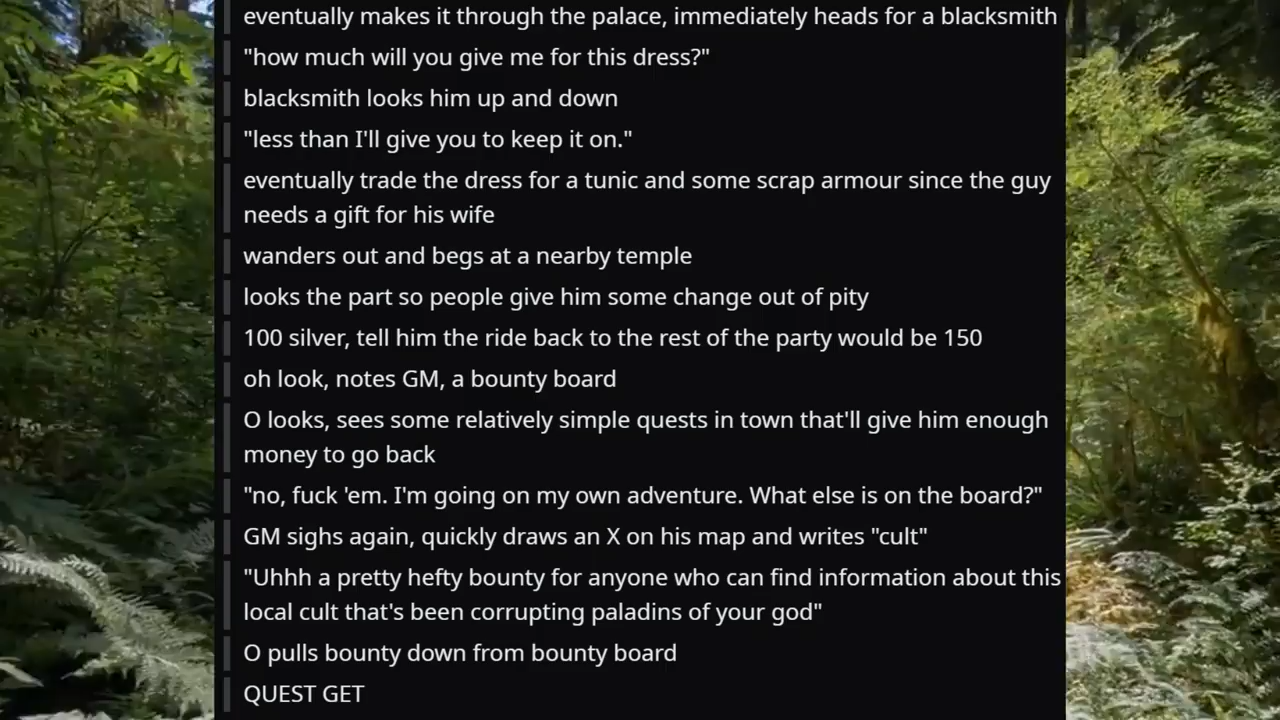 eventually makes it through the palace, immediately heads for a blacksmith
"how much will you give me for this dress?"
blacksmith looks him up and down
"less than I'll give you to keep it on."
eventually trade the dress for a tunic and some scrap armour since the guy
needs a gift for his wife
wanders out and begs at a nearby temple
looks the part so people give him some change out of pity
100 silver, tell him the ride back to the rest of the party would be 150
oh look, notes GM, a bounty board
O looks, sees some relatively simple quests in town that'll give him enough
money to go back
"no, fuck 'em. I'm going on my own adventure. What else is on the board?"
GM sighs again, quickly draws an X on his map and writes "cult"
"Uhhh a pretty hefty bounty for anyone who can find information about this
local cult that's been corrupting paladins of your god"
O pulls bounty down from bounty board
QUEST GET